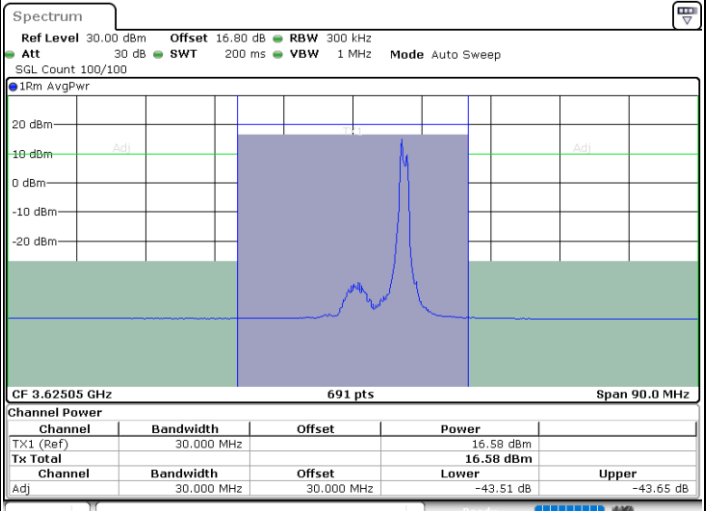 Spectrum
Ref Level 30.00 dBm Offset 16.80 dB RBW 300 kHz
Att 30 dB SWT 200 ms VBW 1 MHz Mode Auto Sweep
SGL Count 100/100
1Rm AvgPwr
20 dBm
TX1
Adj Adj
10 dBm
0 dBm
-10 dBm
-20 dBm
CF 3.62505 GHz 691 pts Span 90.0 MHz
Channel Power
Channel Bandwidth Offset Power
TX1 (Ref) 30.000 MHz 16.58 dBm
Tx Total 16.58 dBm
Channel Bandwidth Offset Lower Upper
Adj 30.000 MHz 30.000 MHz -43.51 dB -43.65 dB